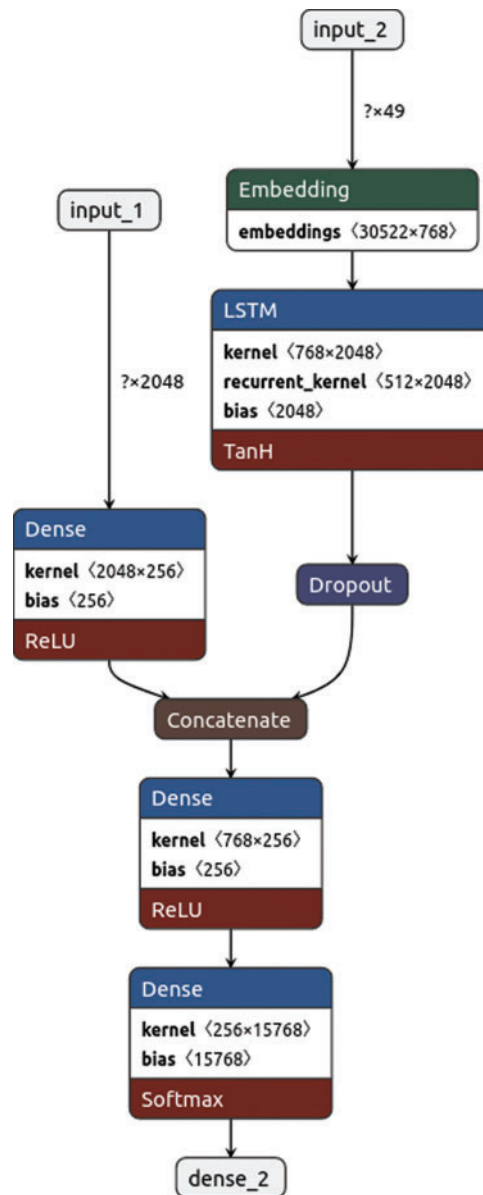 input_2
?×49
Embedding
embeddings 〈30522×768〉
input_1
LSTM
kernel 〈768×2048〉
recurrent_kernel 〈512×2048〉
bias 〈2048〉
TanH
?×2048
Dense
kernel 〈2048×256〉
bias 〈256〉
ReLU
Dropout
Concatenate
Dense
kernel 〈768×256〉
bias 〈256〉
ReLU
Dense
kernel 〈256×15768〉
bias 〈15768〉
Softmax
dense_2